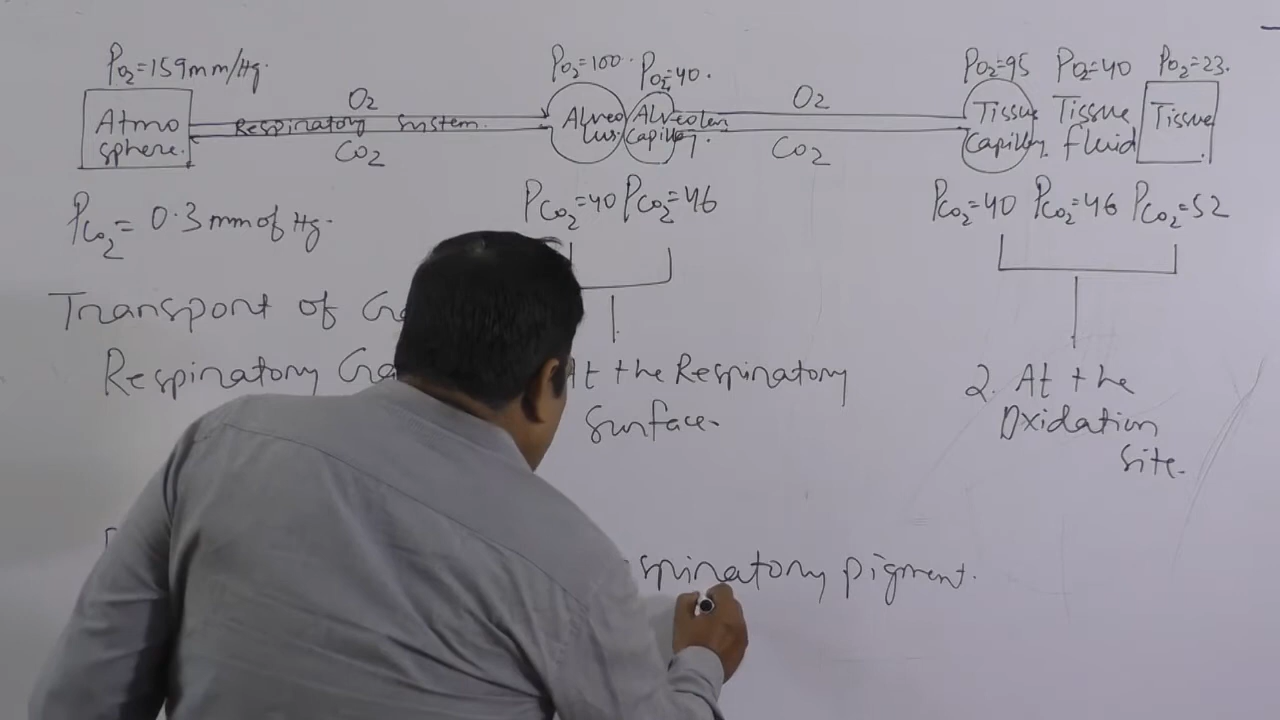 PO2=159mm/Hg. PO2=100.. PO2=40. PO2=95 PO2=40 PO2=23.
Atmo
sphere.
O2
Respiratory system.
CO2
Alveo
lus
Alveolar
Capillary.
O2
CO2
Tissue
Capillary.
Tissue
fluid
Tissue
PCO2= 0.3 mm of Hg.
PCO2=40 PCO2=46 PCO2=40 PCO2=46 PCO2=52
Transport of
Respiratory
At the Respiratory
Surface.
2. At the
Oxidation
Site.
pigment.